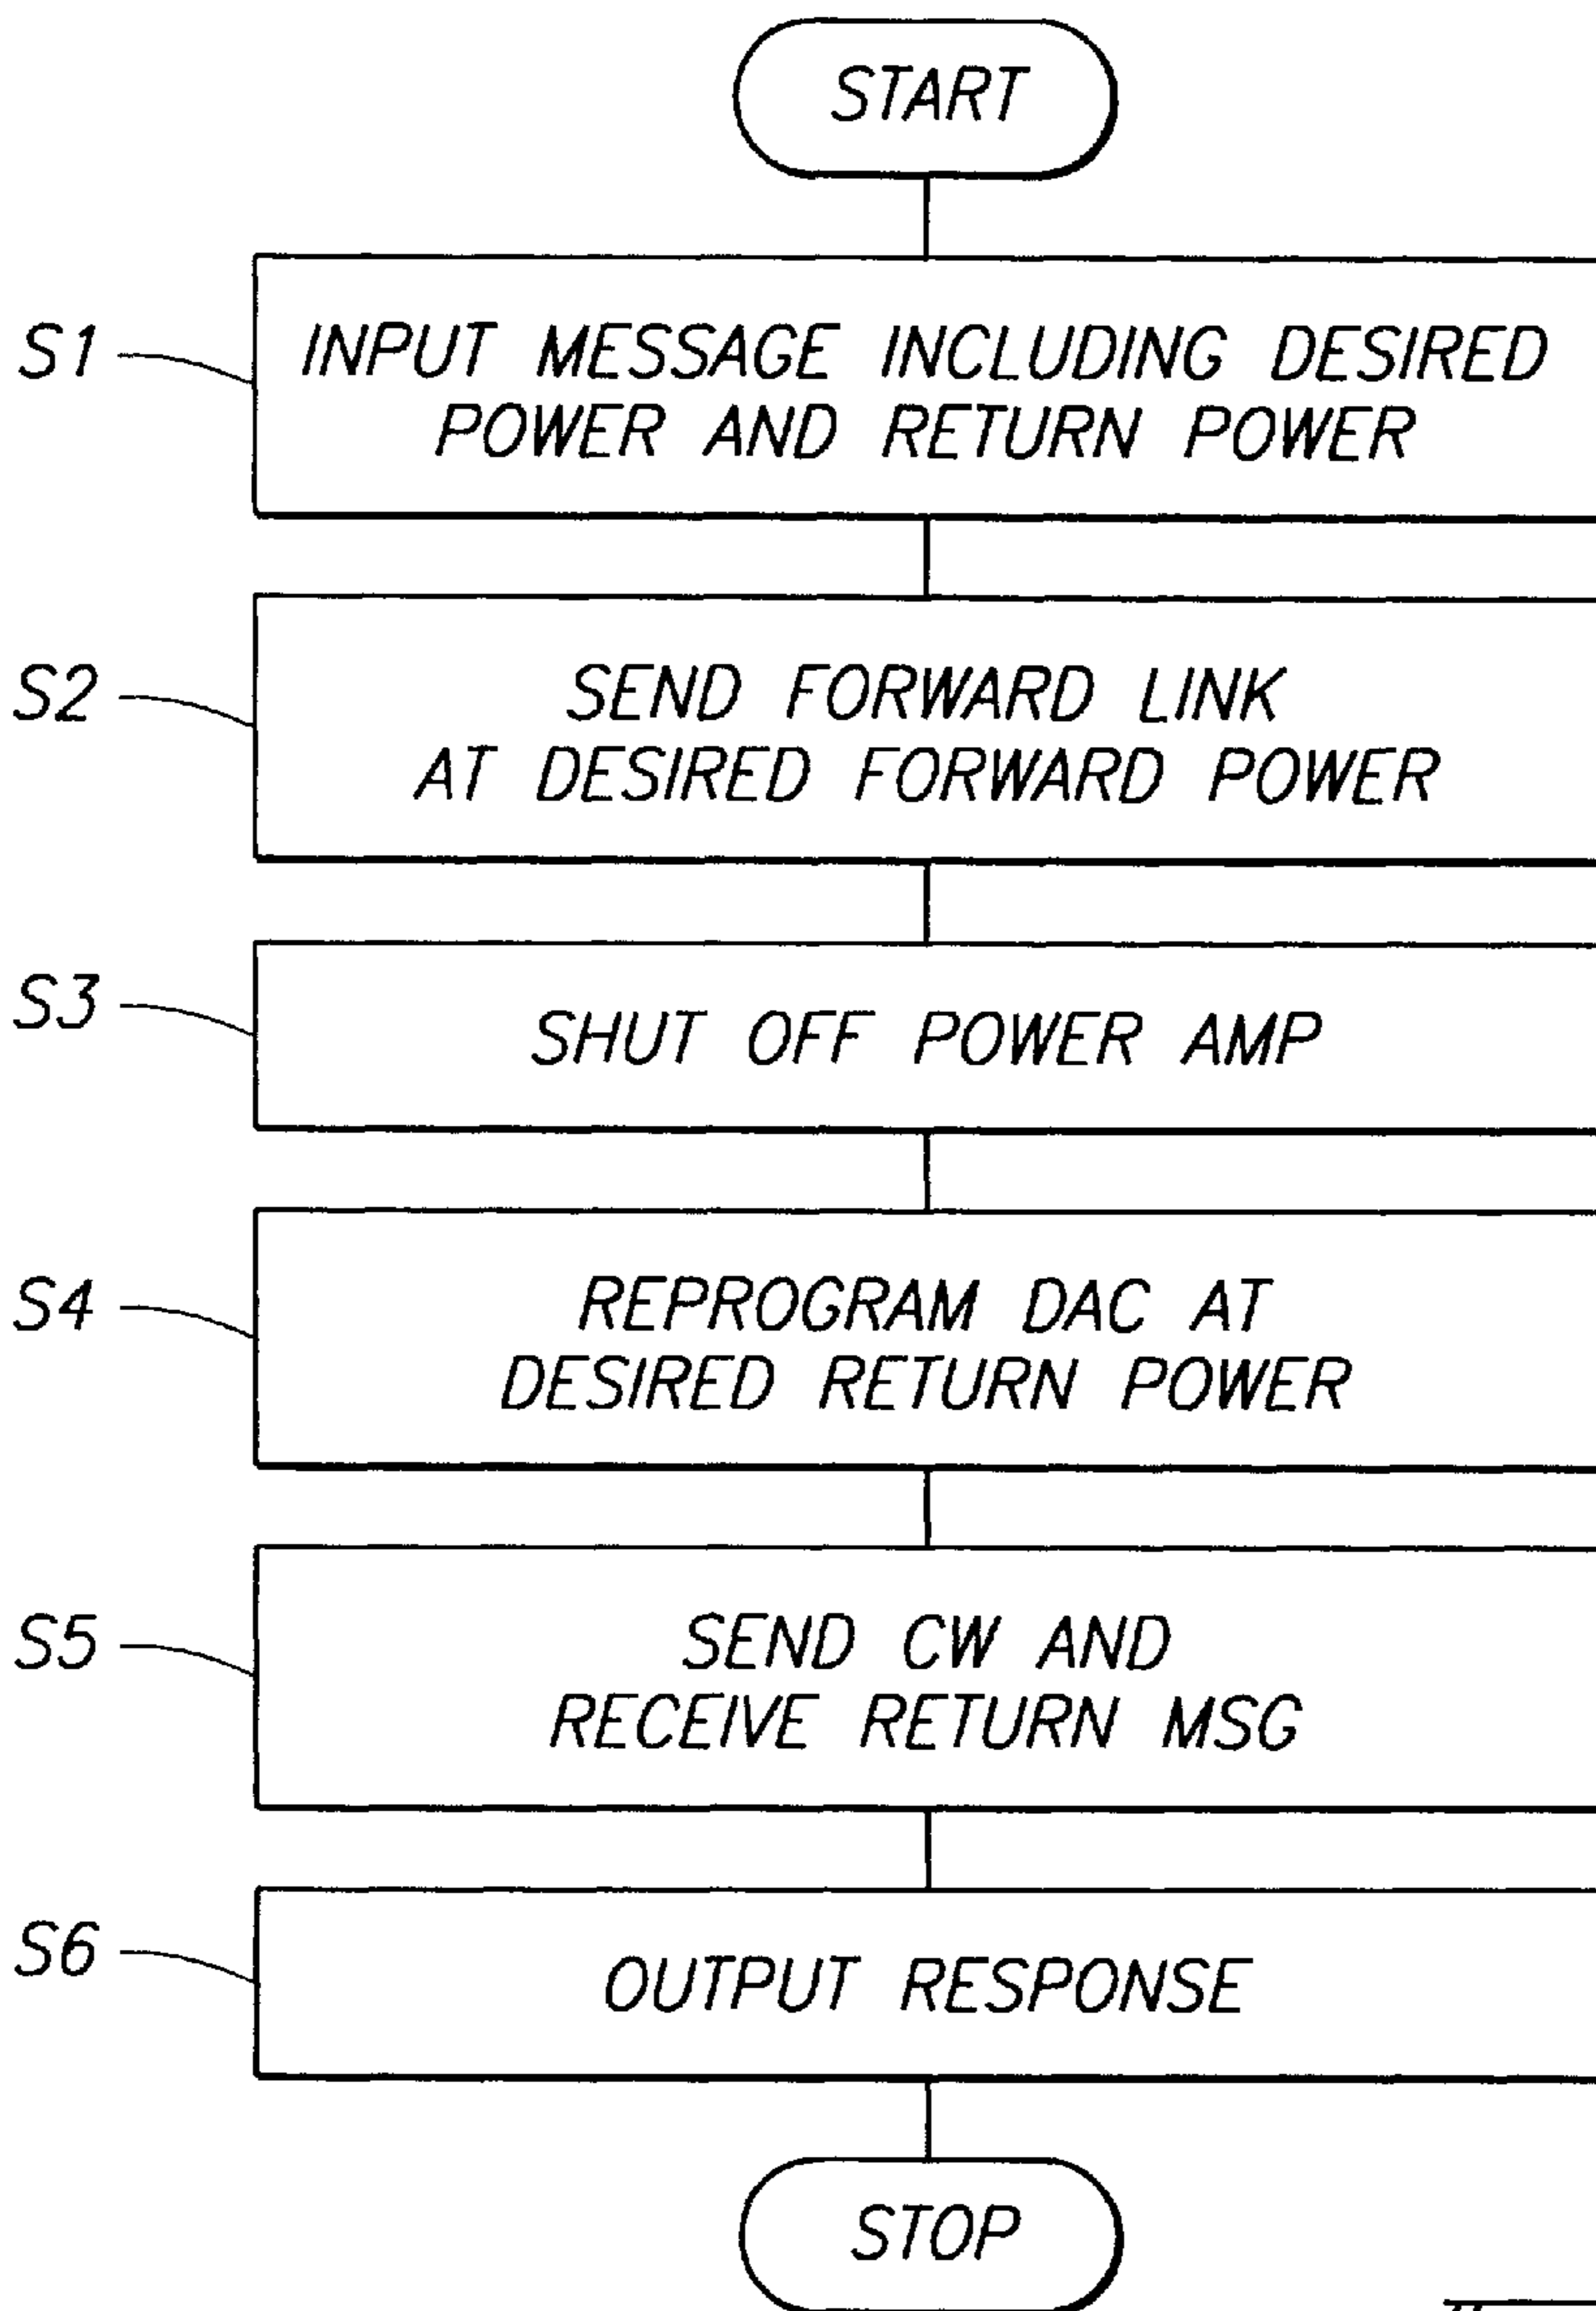 START
S1
INPUT MESSAGE INCLUDING DESIRED
POWER AND RETURN POWER
S2
SEND FORWARD LINK
AT DESIRED FORWARD POWER
S3
SHUT OFF POWER AMP
S4
REPROGRAM DAC AT
DESIRED RETURN POWER
S5
SEND CW AND
RECEIVE RETURN MSG
S6
OUTPUT RESPONSE
STOP